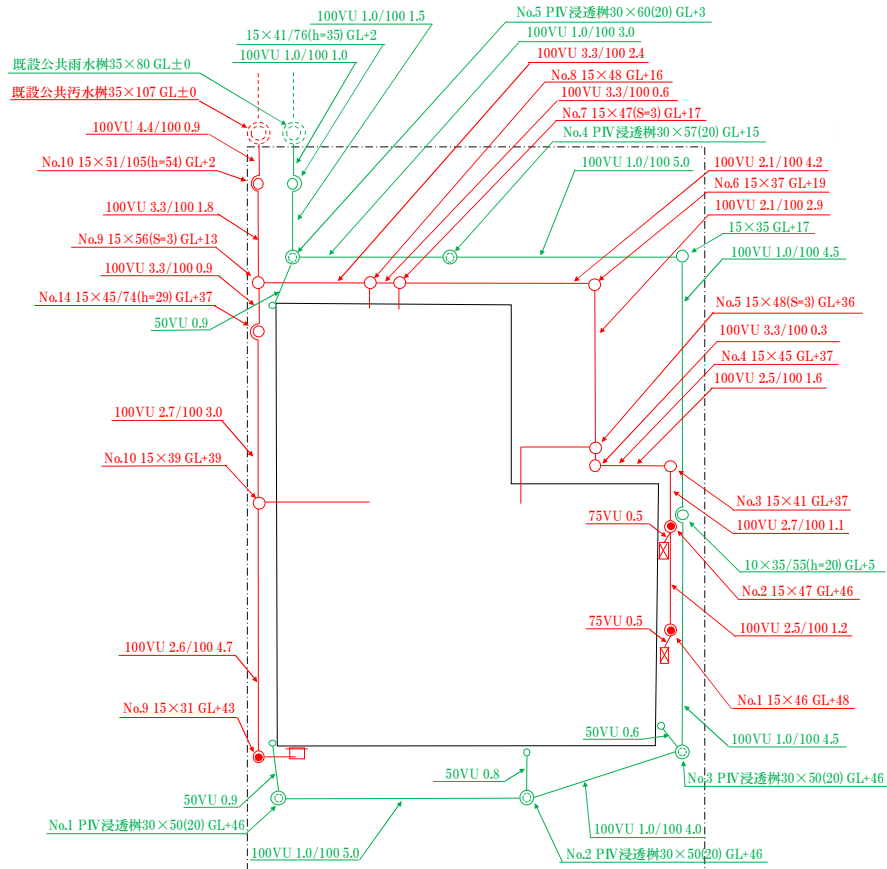 100VU 1.0/100 1.5
No.5 PⅣ浸透桝30×60(20) GL+3
15×41/76(h=35) GL+2
100VU 1.0/100 3.0
100VU 1.0/100 1.0
100VU 3.3/100 2.4
既設公共雨水桝35×80 GL±0
No.8 15×48 GL+16
既設公共汚水桝35×107 GL±0
100VU 3.3/100 0.6
No.7 15×47(S=3) GL+17
100VU 4.4/100 0.9
No.4 PⅣ浸透桝30×57(20) GL+15
No.10 15×51/105(h=54) GL+2
100VU 1.0/100 5.0
100VU 2.1/100 4.2
No.6 15×37 GL+19
100VU 3.3/100 1.8
100VU 2.1/100 2.9
No.9 15×56(S=3) GL+13
15×35 GL+17
100VU 3.3/100 0.9
100VU 1.0/100 4.5
No.14 15×45/74(h=29) GL+37
No.5 15×48(S=3) GL+36
50VU 0.9
100VU 3.3/100 0.3
No.4 15×45 GL+37
100VU 2.5/100 1.6
100VU 2.7/100 3.0
No.10 15×39 GL+39
No.3 15×41 GL+37
75VU 0.5
100VU 2.7/100 1.1
10×35/55(h=20) GL+5
No.2 15×47 GL+46
75VU 0.5
100VU 2.5/100 1.2
100VU 2.6/100 4.7
No.1 15×46 GL+48
No.9 15×31 GL+43
50VU 0.6
100VU 1.0/100 4.5
50VU 0.8
No.3 PⅣ浸透桝30×50(20) GL+46
50VU 0.9
No.1 PⅣ浸透桝30×50(20) GL+46
100VU 1.0/100 4.0
100VU 1.0/100 5.0
No.2 PⅣ浸透桝30×50(20) GL+46